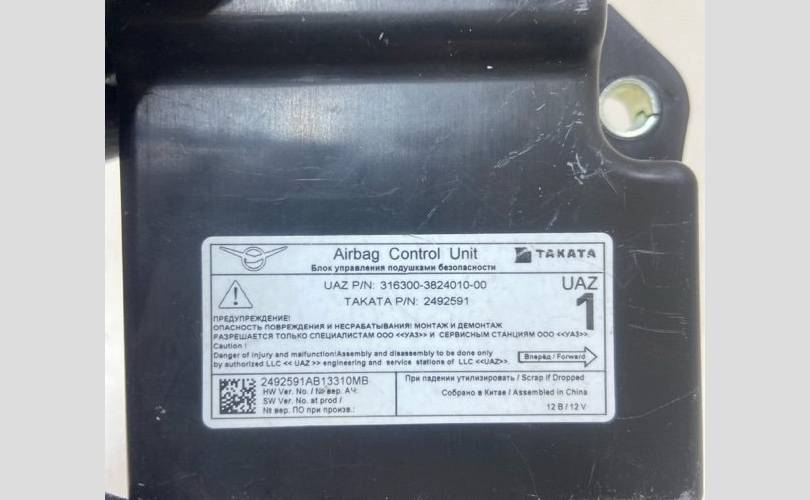 Airbag Control Unit
TAKATA
Блок управления подушками безопасности
UAZ P/N: 316300-3824010-00
UAZ
TAKATA P/N: 2492591
1
ПРЕДУПРЕЖДЕНИЕ!
ОПАСНОСТЬ ПОВРЕЖДЕНИЯ И НЕСРАБАТЫВАНИЯ! МОНТАЖ И ДЕМОНТАЖ
РАЗРЕШАЕТСЯ ТОЛЬКО СПЕЦИАЛИСТАМ ООО «УАЗ» И СЕРВИСНЫМ СТАНЦИЯМ ООО «УАЗ».
Caution !
Danger of injury and malfunction!Assembly and disassembly to be done only
by authorized LLC << UAZ >> engineering and service stations of LLC <<UAZ>>.
Вперёд / Forward
2492591AB13310MB
HW Ver. No. / № вер. АЧ:
SW Ver. No. at prod /
№ вер. ПО при произв.:
При падении утилизировать / Scrap if Dropped
Собрано в Китае / Assembled in China
12 В / 12 V